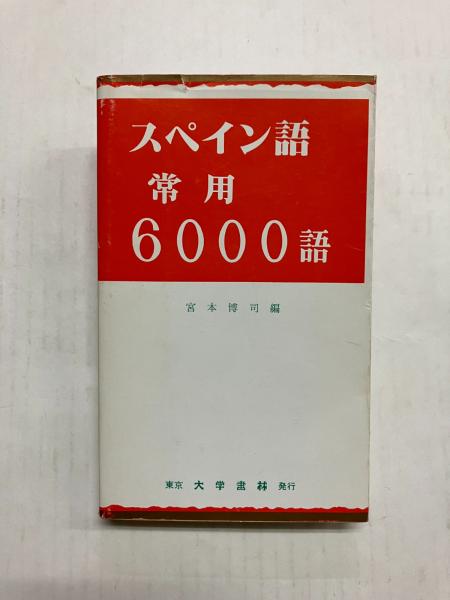 スペイン語
常用
6000語
宮本博司編
東京 大学書林 発行